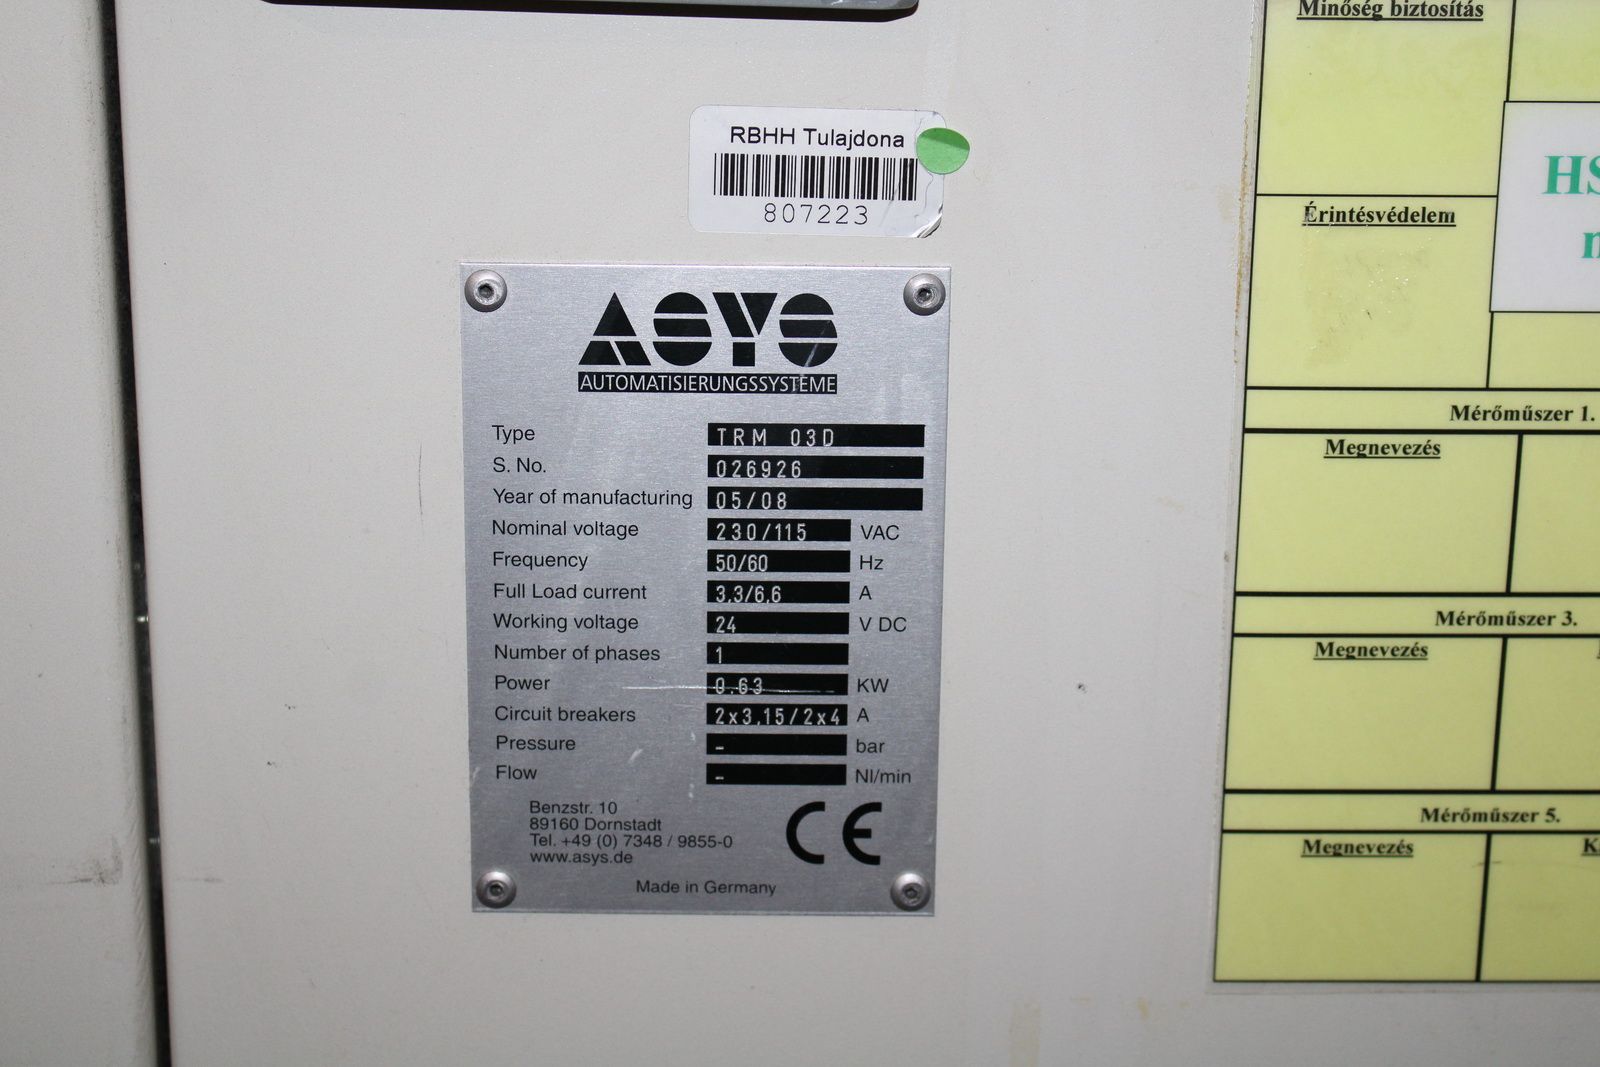 RBHH Tulajdona
807223
ASYS
AUTOMATISIERUNGSSYSTEME
Type TRM 03D
S. No. 026926
Year of manufacturing 05/08
Nominal voltage 230/115 VAC
Frequency 50/60 Hz
Full Load current 3,3/6,6 A
Working voltage 24 V DC
Number of phases 1
Power 0.63 KW
Circuit breakers 2x3,15/2x4 A
Pressure - bar
Flow - Nl/min
Benzstr. 10
89160 Dornstadt
Tel. +49 (0) 7348 / 9855-0
www.asys.de
CE
Made in Germany
Minőség biztosítás
Érintésvédelem
Mérőműszer 1.
Megnevezés
Mérőműszer 3.
Megnevezés
Mérőműszer 5.
Megnevezés